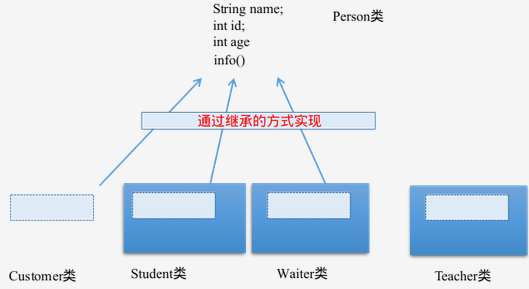 String name;
int id;
int age
info()
Person类
通过继承的方式实现
Customer类
Student类
Waiter类
Teacher类